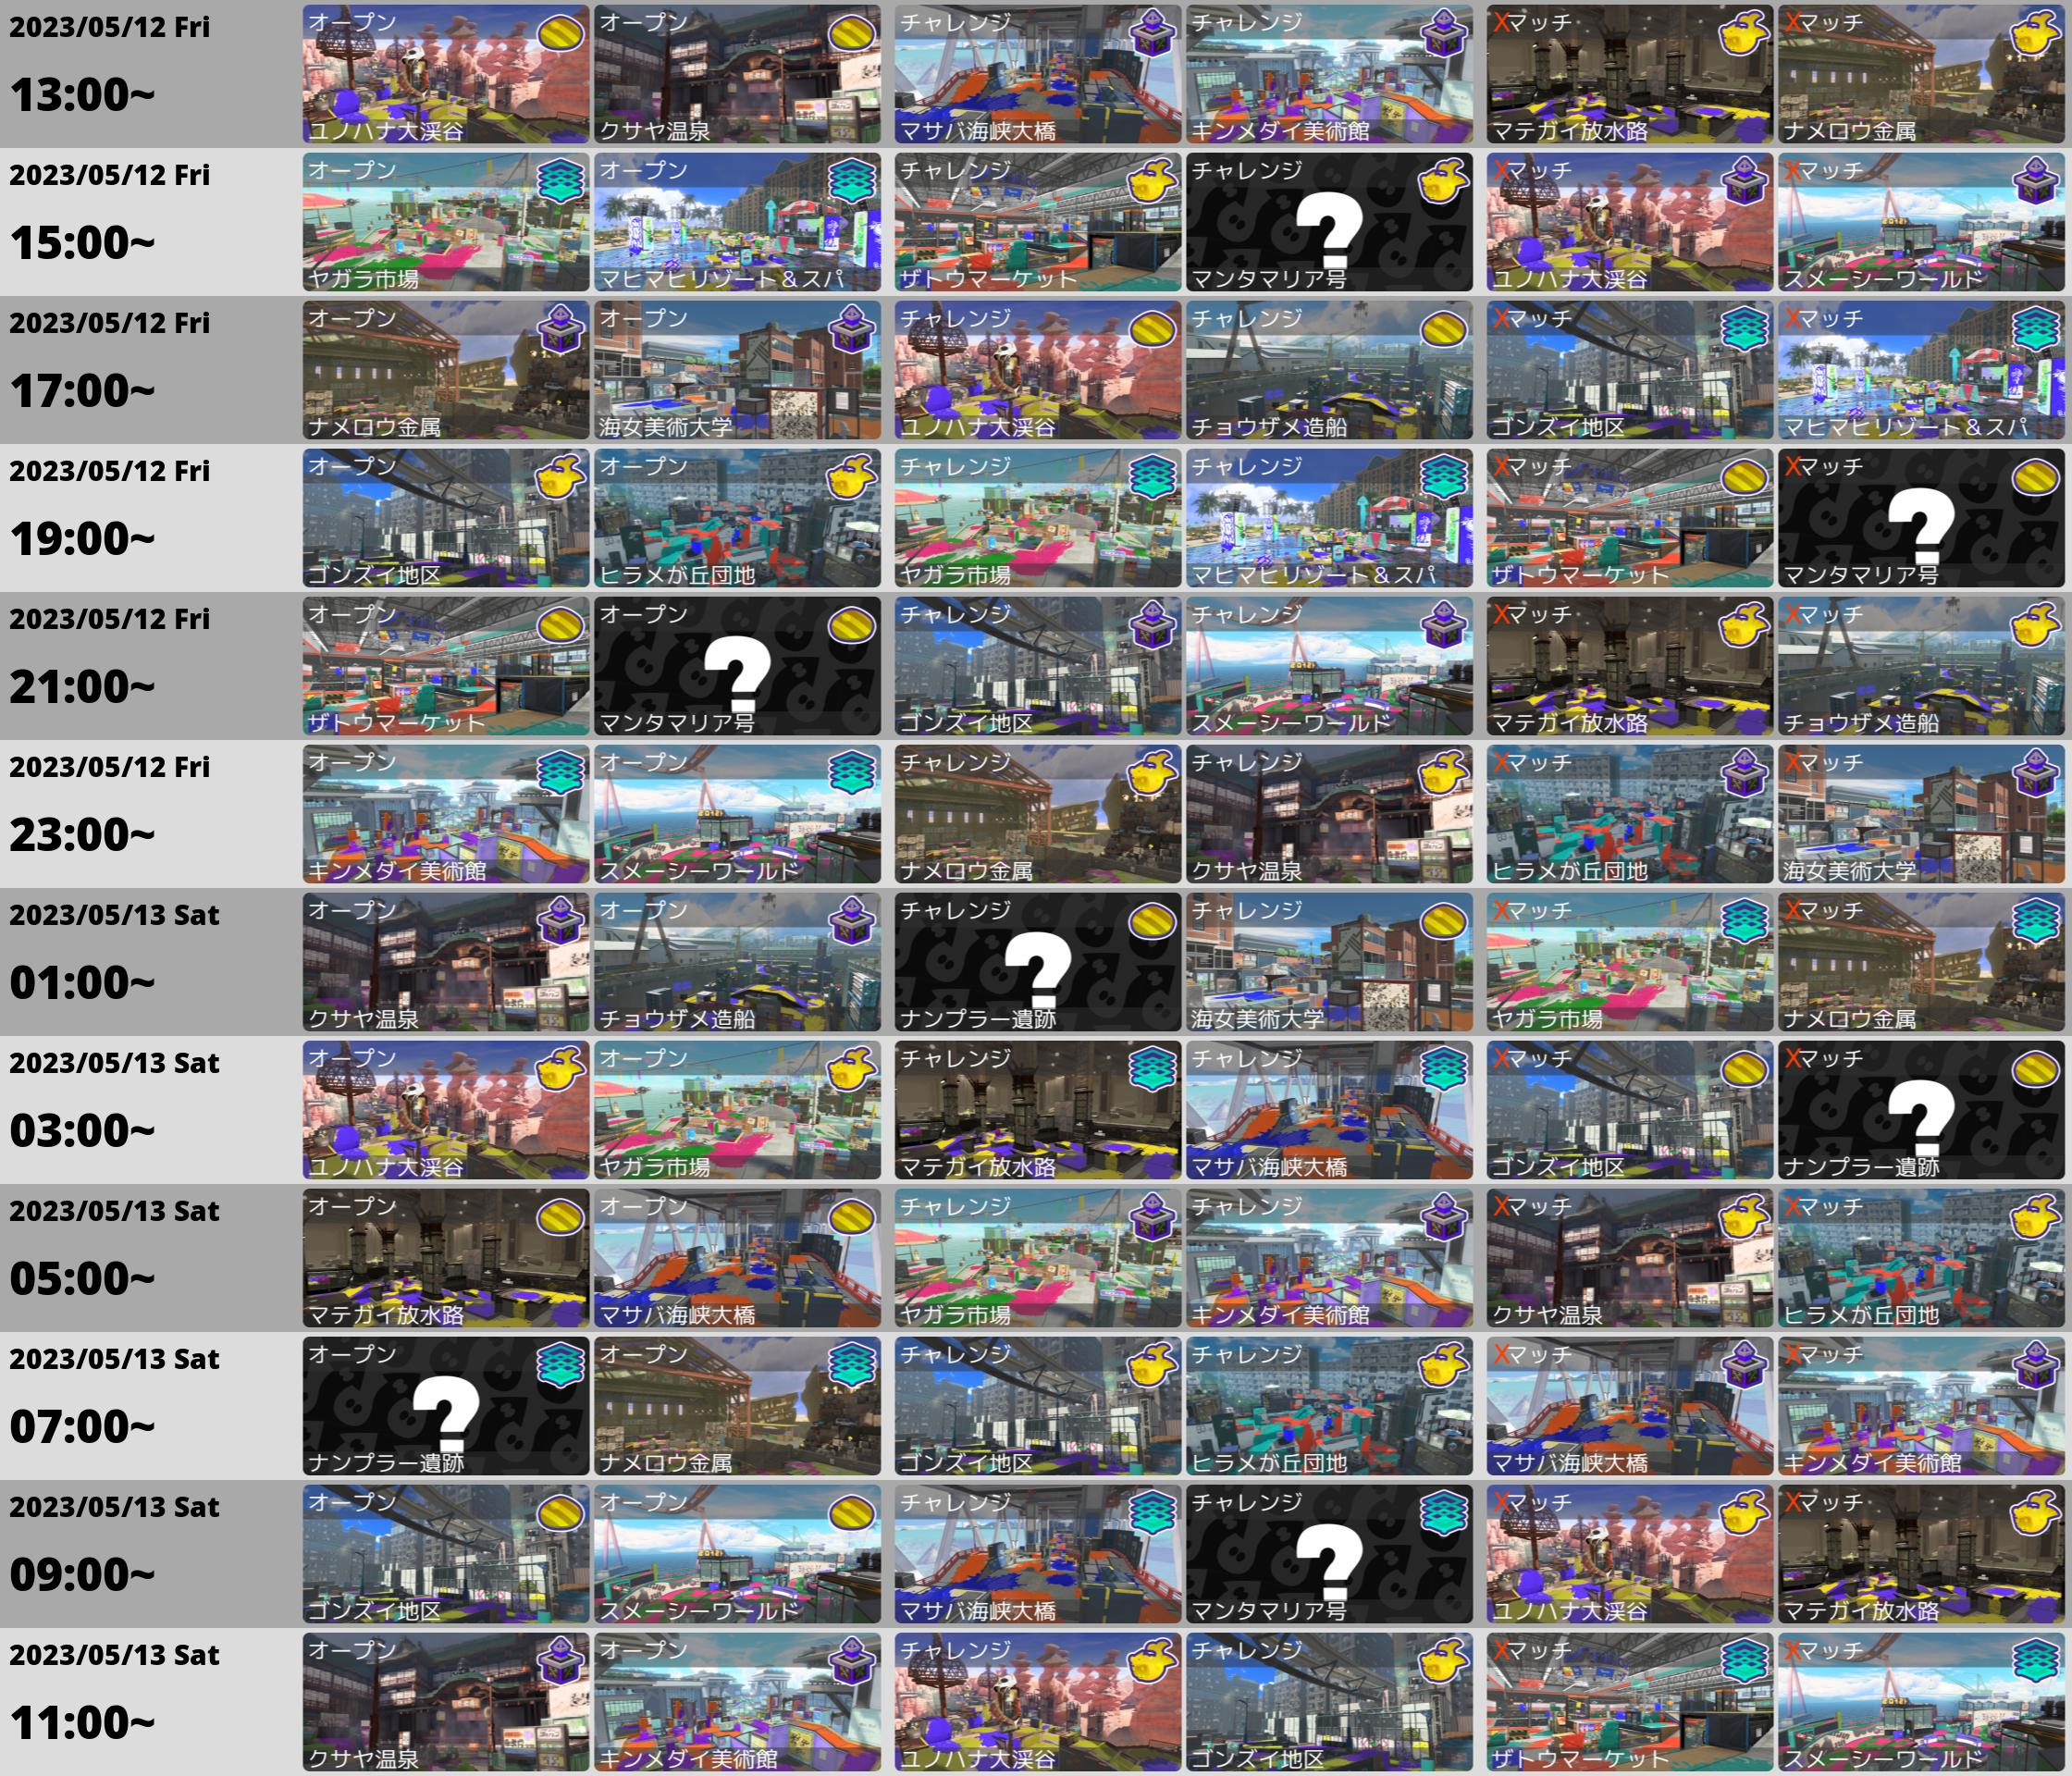 2023/05/12 Fri
13:00~
オープン オープン チャレンジ チャレンジ Xマッチ Xマッチ
ユノハナ大渓谷 クサヤ温泉 マサバ海峡大橋 キンメダイ美術館 マテガイ放水路 ナメロウ金属
2023/05/12 Fri
15:00~
オープン オープン チャレンジ チャレンジ Xマッチ Xマッチ
ヤガラ市場 マヒマヒリゾート&スパ ザトウマーケット マンタマリア号 ユノハナ大渓谷 スメーシーワールド
2023/05/12 Fri
17:00~
オープン オープン チャレンジ チャレンジ Xマッチ Xマッチ
ナメロウ金属 海女美術大学 ユノハナ大渓谷 チョウザメ造船 ゴンズイ地区 マヒマヒリゾート&スパ
2023/05/12 Fri
19:00~
オープン オープン チャレンジ チャレンジ Xマッチ Xマッチ
ゴンズイ地区 ヒラメが丘団地 ヤガラ市場 マヒマヒリゾート&スパ ザトウマーケット マンタマリア号
2023/05/12 Fri
21:00~
オープン オープン チャレンジ チャレンジ Xマッチ Xマッチ
ザトウマーケット マンタマリア号 ゴンズイ地区 スメーシーワールド マテガイ放水路 チョウザメ造船
2023/05/12 Fri
23:00~
オープン オープン チャレンジ チャレンジ Xマッチ Xマッチ
キンメダイ美術館 スメーシーワールド ナメロウ金属 クサヤ温泉 ヒラメが丘団地 海女美術大学
2023/05/13 Sat
01:00~
オープン オープン チャレンジ チャレンジ Xマッチ Xマッチ
クサヤ温泉 チョウザメ造船 ナンプラー遺跡 海女美術大学 ヤガラ市場 ナメロウ金属
2023/05/13 Sat
03:00~
オープン オープン チャレンジ チャレンジ Xマッチ Xマッチ
ユノハナ大渓谷 ヤガラ市場 マテガイ放水路 マサバ海峡大橋 ゴンズイ地区 ナンプラー遺跡
2023/05/13 Sat
05:00~
オープン オープン チャレンジ チャレンジ Xマッチ Xマッチ
マテガイ放水路 マサバ海峡大橋 ヤガラ市場 キンメダイ美術館 クサヤ温泉 ヒラメが丘団地
2023/05/13 Sat
07:00~
オープン オープン チャレンジ チャレンジ Xマッチ Xマッチ
ナンプラー遺跡 ナメロウ金属 ゴンズイ地区 ヒラメが丘団地 マサバ海峡大橋 キンメダイ美術館
2023/05/13 Sat
09:00~
オープン オープン チャレンジ チャレンジ Xマッチ Xマッチ
ゴンズイ地区 スメーシーワールド マサバ海峡大橋 マンタマリア号 ユノハナ大渓谷 マテガイ放水路
2023/05/13 Sat
11:00~
オープン オープン チャレンジ チャレンジ Xマッチ Xマッチ
クサヤ温泉 キンメダイ美術館 ユノハナ大渓谷 ゴンズイ地区 ザトウマーケット スメーシーワールド